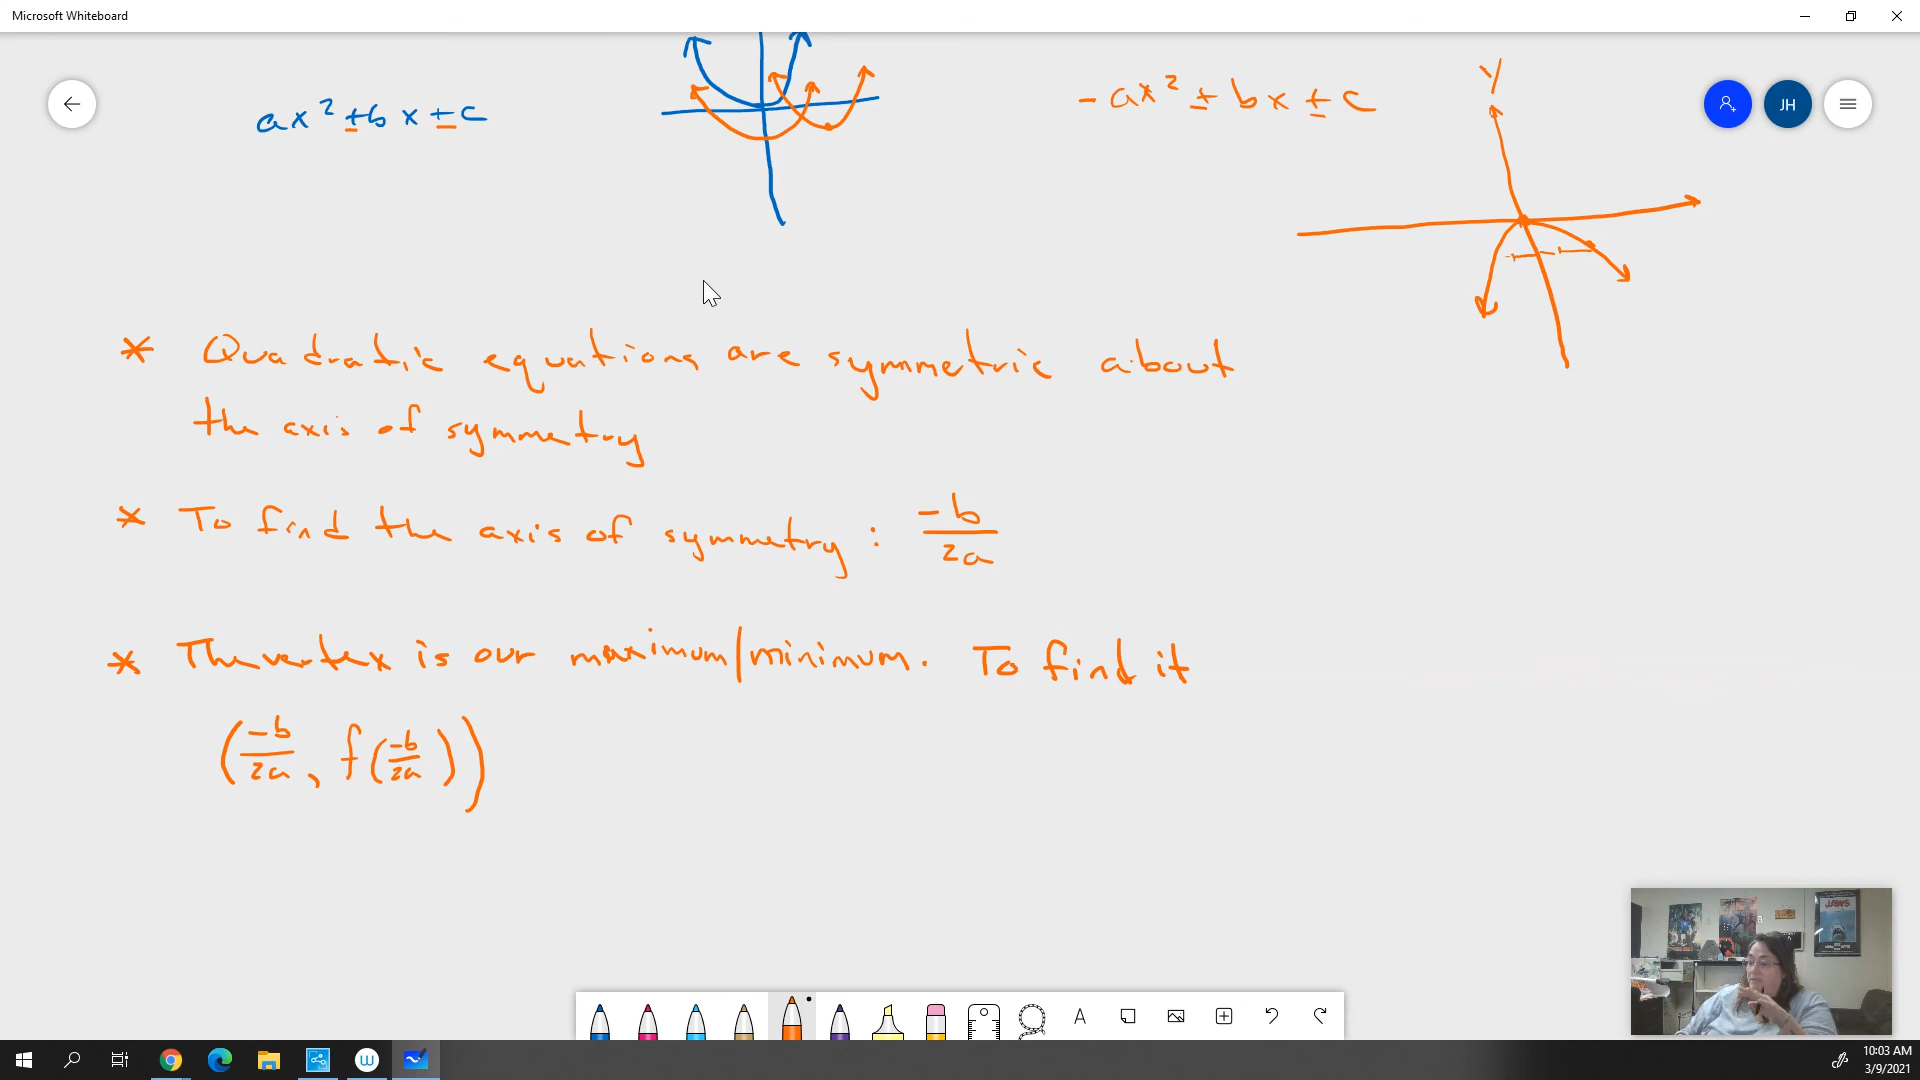 Microsoft Whiteboard
ax² ± bx ± c
- ax² ± bx ± c
Y
JH
* Quadratic equations are symmetric about
the axis of symmetry
* To find the axis of symmetry : -b/2a
* The vertex is our maximum/minimum. To find it
(-b/2a, f(-b/2a))
JAWS
A
W
10:03 AM
3/9/2021